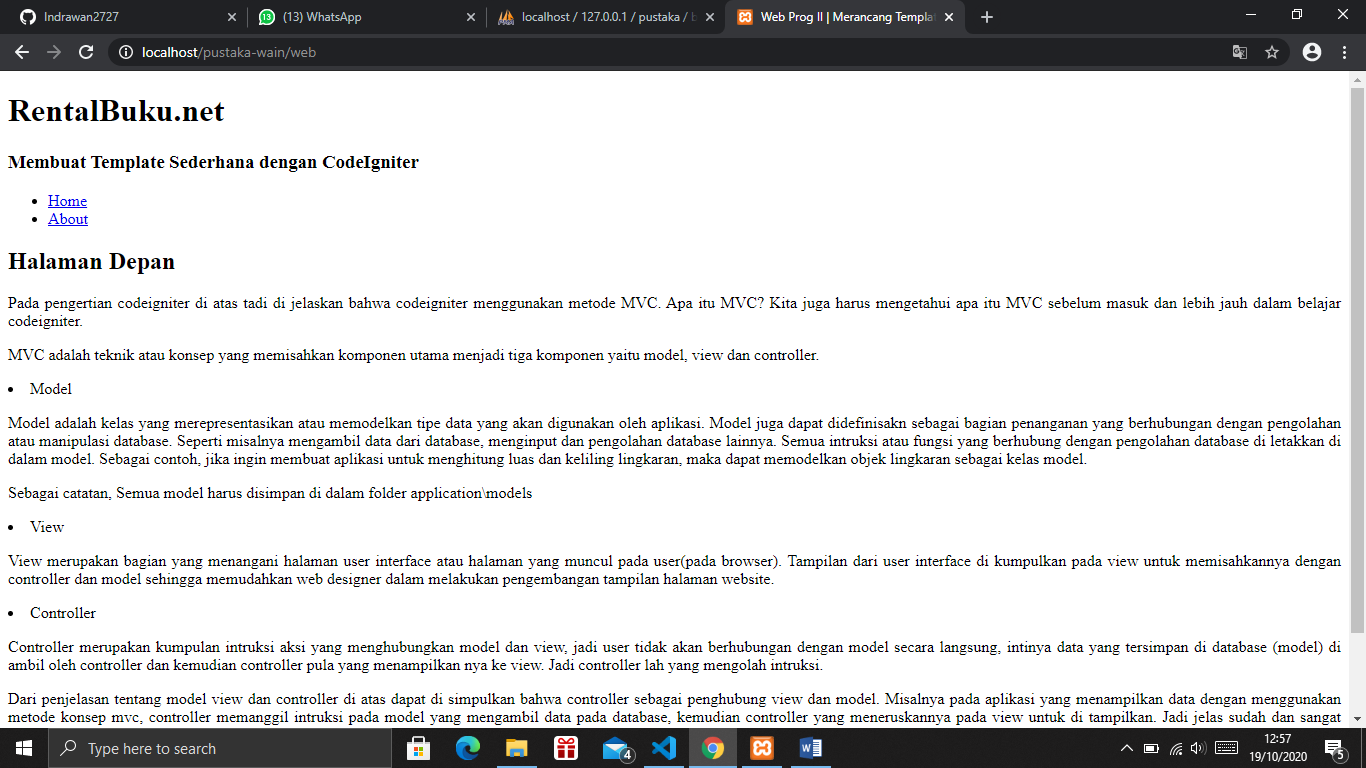 Indrawan2727
(13) WhatsApp
localhost / 127.0.0.1 / pustaka / b
Web Prog II | Merancang Templat
localhost/pustaka-wain/web
RentalBuku.net
Membuat Template Sederhana dengan CodeIgniter
Home
About
Halaman Depan
Pada pengertian codeigniter di atas tadi di jelaskan bahwa codeigniter menggunakan metode MVC. Apa itu MVC? Kita juga harus mengetahui apa itu MVC sebelum masuk dan lebih jauh dalam belajar
codeigniter.
MVC adalah teknik atau konsep yang memisahkan komponen utama menjadi tiga komponen yaitu model, view dan controller.
• Model
Model adalah kelas yang merepresentasikan atau memodelkan tipe data yang akan digunakan oleh aplikasi. Model juga dapat didefinisakn sebagai bagian penanganan yang berhubungan dengan pengolahan
atau manipulasi database. Seperti misalnya mengambil data dari database, menginput dan pengolahan database lainnya. Semua intruksi atau fungsi yang berhubung dengan pengolahan database di letakkan di
dalam model. Sebagai contoh, jika ingin membuat aplikasi untuk menghitung luas dan keliling lingkaran, maka dapat memodelkan objek lingkaran sebagai kelas model.
Sebagai catatan, Semua model harus disimpan di dalam folder application\models
• View
View merupakan bagian yang menangani halaman user interface atau halaman yang muncul pada user(pada browser). Tampilan dari user interface di kumpulkan pada view untuk memisahkannya dengan
controller dan model sehingga memudahkan web designer dalam melakukan pengembangan tampilan halaman website.
• Controller
Controller merupakan kumpulan intruksi aksi yang menghubungkan model dan view, jadi user tidak akan berhubungan dengan model secara langsung, intinya data yang tersimpan di database (model) di
ambil oleh controller dan kemudian controller pula yang menampilkan nya ke view. Jadi controller lah yang mengolah intruksi.
Dari penjelasan tentang model view dan controller di atas dapat di simpulkan bahwa controller sebagai penghubung view dan model. Misalnya pada aplikasi yang menampilkan data dengan menggunakan
metode konsep mvc, controller memanggil intruksi pada model yang mengambil data pada database, kemudian controller yang meneruskannya pada view untuk di tampilkan. Jadi jelas sudah dan sangat
Type here to search
4
12:57
19/10/2020
5